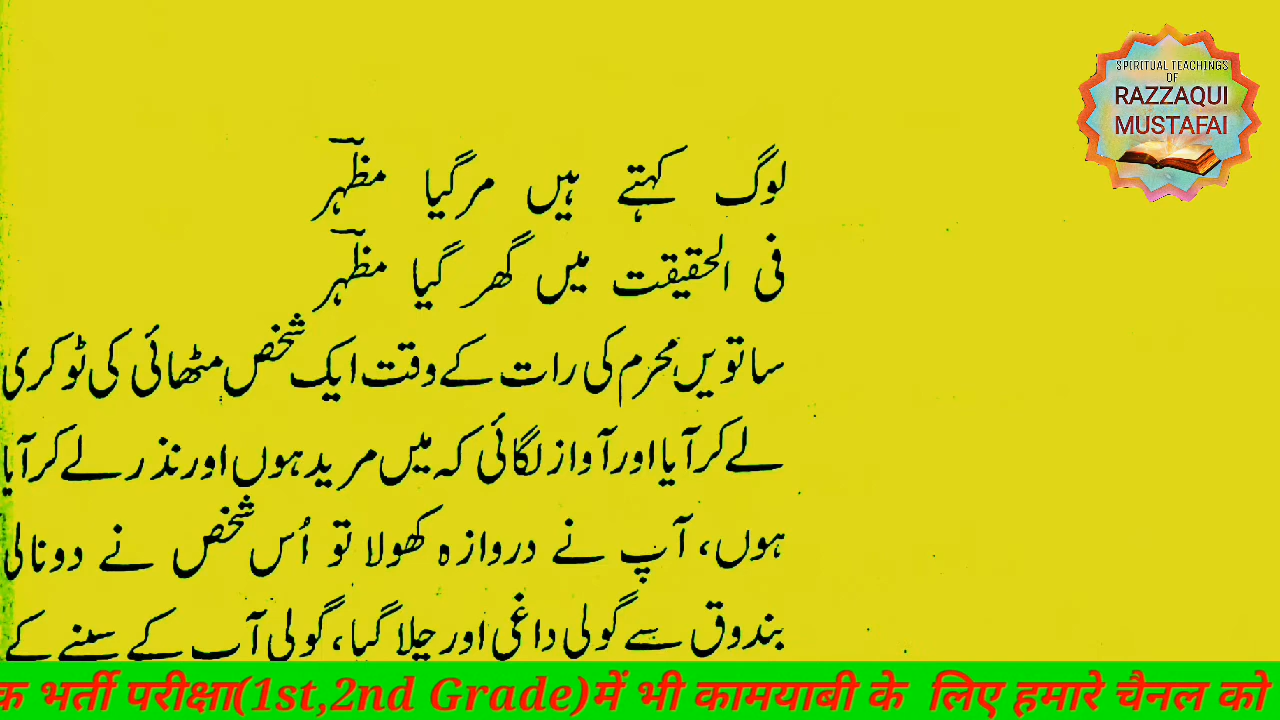 SPIRITUAL TEACHINGS
OF
RAZZAQUI
MUSTAFAI
لوگ کہتے ہیں مرگیا مظہر
فی الحقیقت میں گھر گیا مظہر
ساتویں محرم کی رات کے وقت ایک شخص مٹھائی کی ٹوکری
لے کر آیا اور آواز لگائی کہ میں مرید ہوں اور نذر لے کر آیا
ہوں، آپ نے دروازہ کھولا تو اُس شخص نے دونالی
بندوق سے گولی داغی اور چلا گیا، گولی آپ کے سینے کے
भर्ती परीक्षा(1st,2nd Grade)में भी कामयाबी के लिए हमारे चैनल को